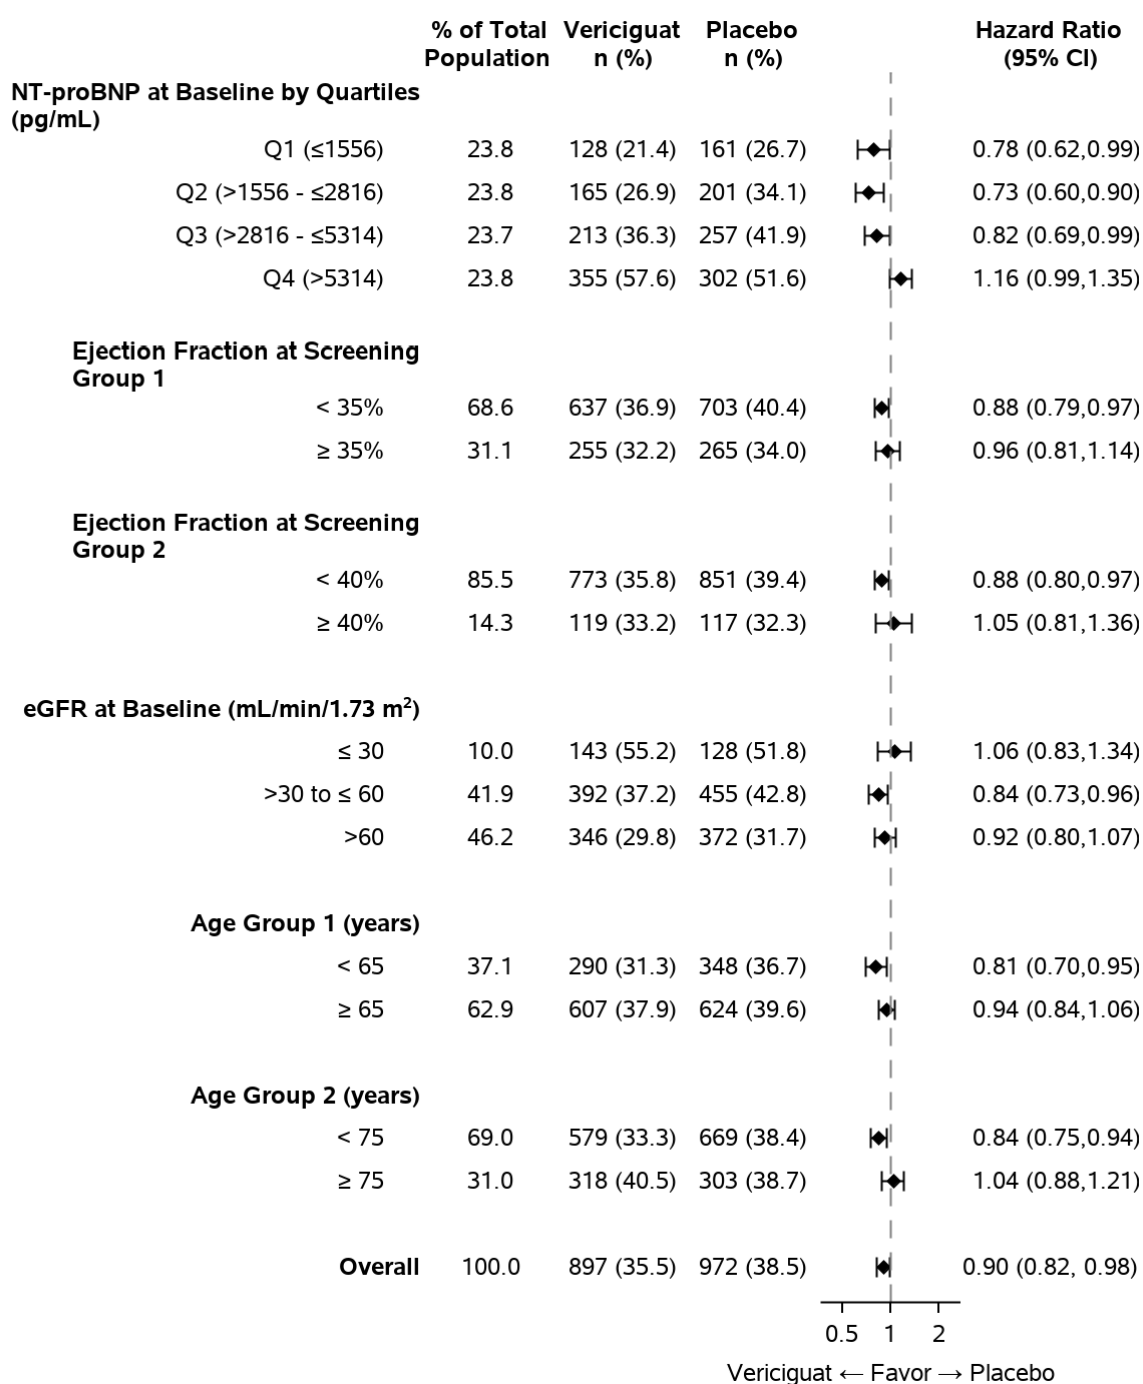 % of Total Vericiguat Placebo Hazard Ratio
Population n (%) n (%) (95% CI)
NT-proBNP at Baseline by Quartiles
(pg/mL)
Q1 (≤1556) 23.8 128 (21.4) 161 (26.7) 0.78 (0.62,0.99)
Q2 (>1556 - ≤2816) 23.8 165 (26.9) 201 (34.1) 0.73 (0.60,0.90)
Q3 (>2816 - ≤5314) 23.7 213 (36.3) 257 (41.9) 0.82 (0.69,0.99)
Q4 (>5314) 23.8 355 (57.6) 302 (51.6) 1.16 (0.99,1.35)
Ejection Fraction at Screening
Group 1
< 35% 68.6 637 (36.9) 703 (40.4) 0.88 (0.79,0.97)
≥ 35% 31.1 255 (32.2) 265 (34.0) 0.96 (0.81,1.14)
Ejection Fraction at Screening
Group 2
< 40% 85.5 773 (35.8) 851 (39.4) 0.88 (0.80,0.97)
≥ 40% 14.3 119 (33.2) 117 (32.3) 1.05 (0.81,1.36)
eGFR at Baseline (mL/min/1.73 m²)
≤ 30 10.0 143 (55.2) 128 (51.8) 1.06 (0.83,1.34)
>30 to ≤ 60 41.9 392 (37.2) 455 (42.8) 0.84 (0.73,0.96)
>60 46.2 346 (29.8) 372 (31.7) 0.92 (0.80,1.07)
Age Group 1 (years)
< 65 37.1 290 (31.3) 348 (36.7) 0.81 (0.70,0.95)
≥ 65 62.9 607 (37.9) 624 (39.6) 0.94 (0.84,1.06)
Age Group 2 (years)
< 75 69.0 579 (33.3) 669 (38.4) 0.84 (0.75,0.94)
≥ 75 31.0 318 (40.5) 303 (38.7) 1.04 (0.88,1.21)
Overall 100.0 897 (35.5) 972 (38.5) 0.90 (0.82, 0.98)
0.5 1 2
Vericiguat ← Favor → Placebo